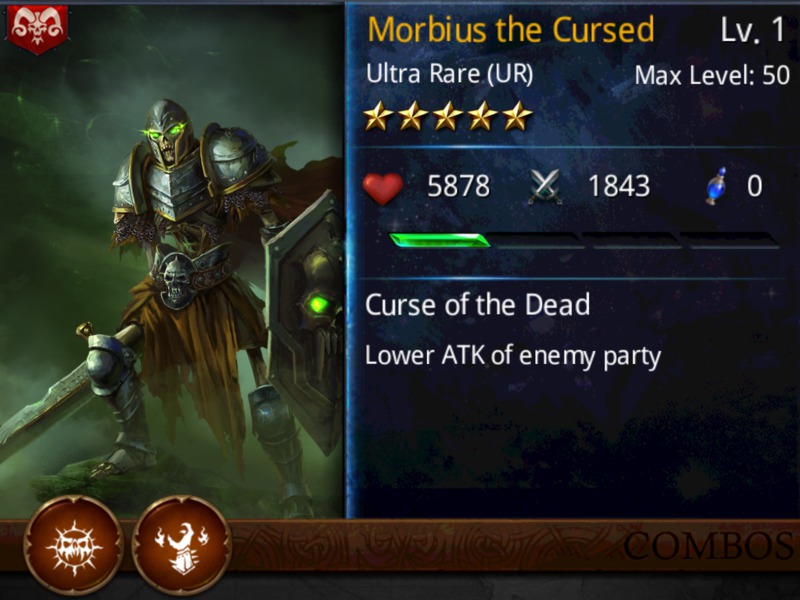 Morbius the Cursed Lv. 1
Ultra Rare (UR) Max Level: 50
5878 1843 0
Curse of the Dead
Lower ATK of enemy party
COMBOS